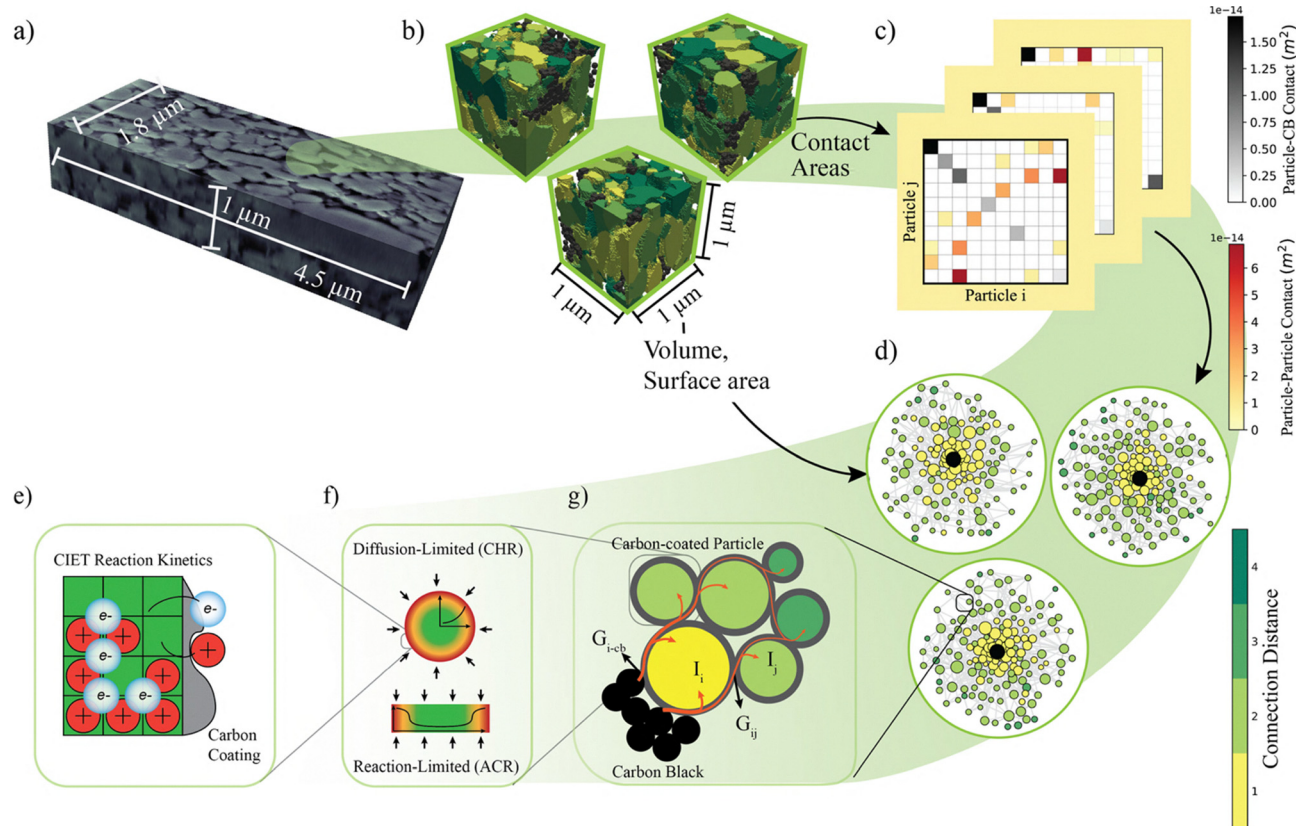 a)
1.8 µm
1 µm
4.5 µm
b)
1 µm
1 µm
1 µm
Contact
Areas
Volume,
Surface area
c)
Particle j
Particle i
1e-14
1.50
1.25
1.00
0.75
0.50
0.25
0.00
Particle-CB Contact (m²)
1e-14
6
5
4
3
2
1
0
Particle-Particle Contact (m²)
d)
4
3
2
1
Connection Distance
e)
CIET Reaction Kinetics
e-
+
+
e-
+
+
+
e-
e-
+
+
+
e-
+
Carbon
Coating
f)
Diffusion-Limited (CHR)
Reaction-Limited (ACR)
g)
Carbon-coated Particle
G i-cb
I i
I j
G ij
Carbon Black